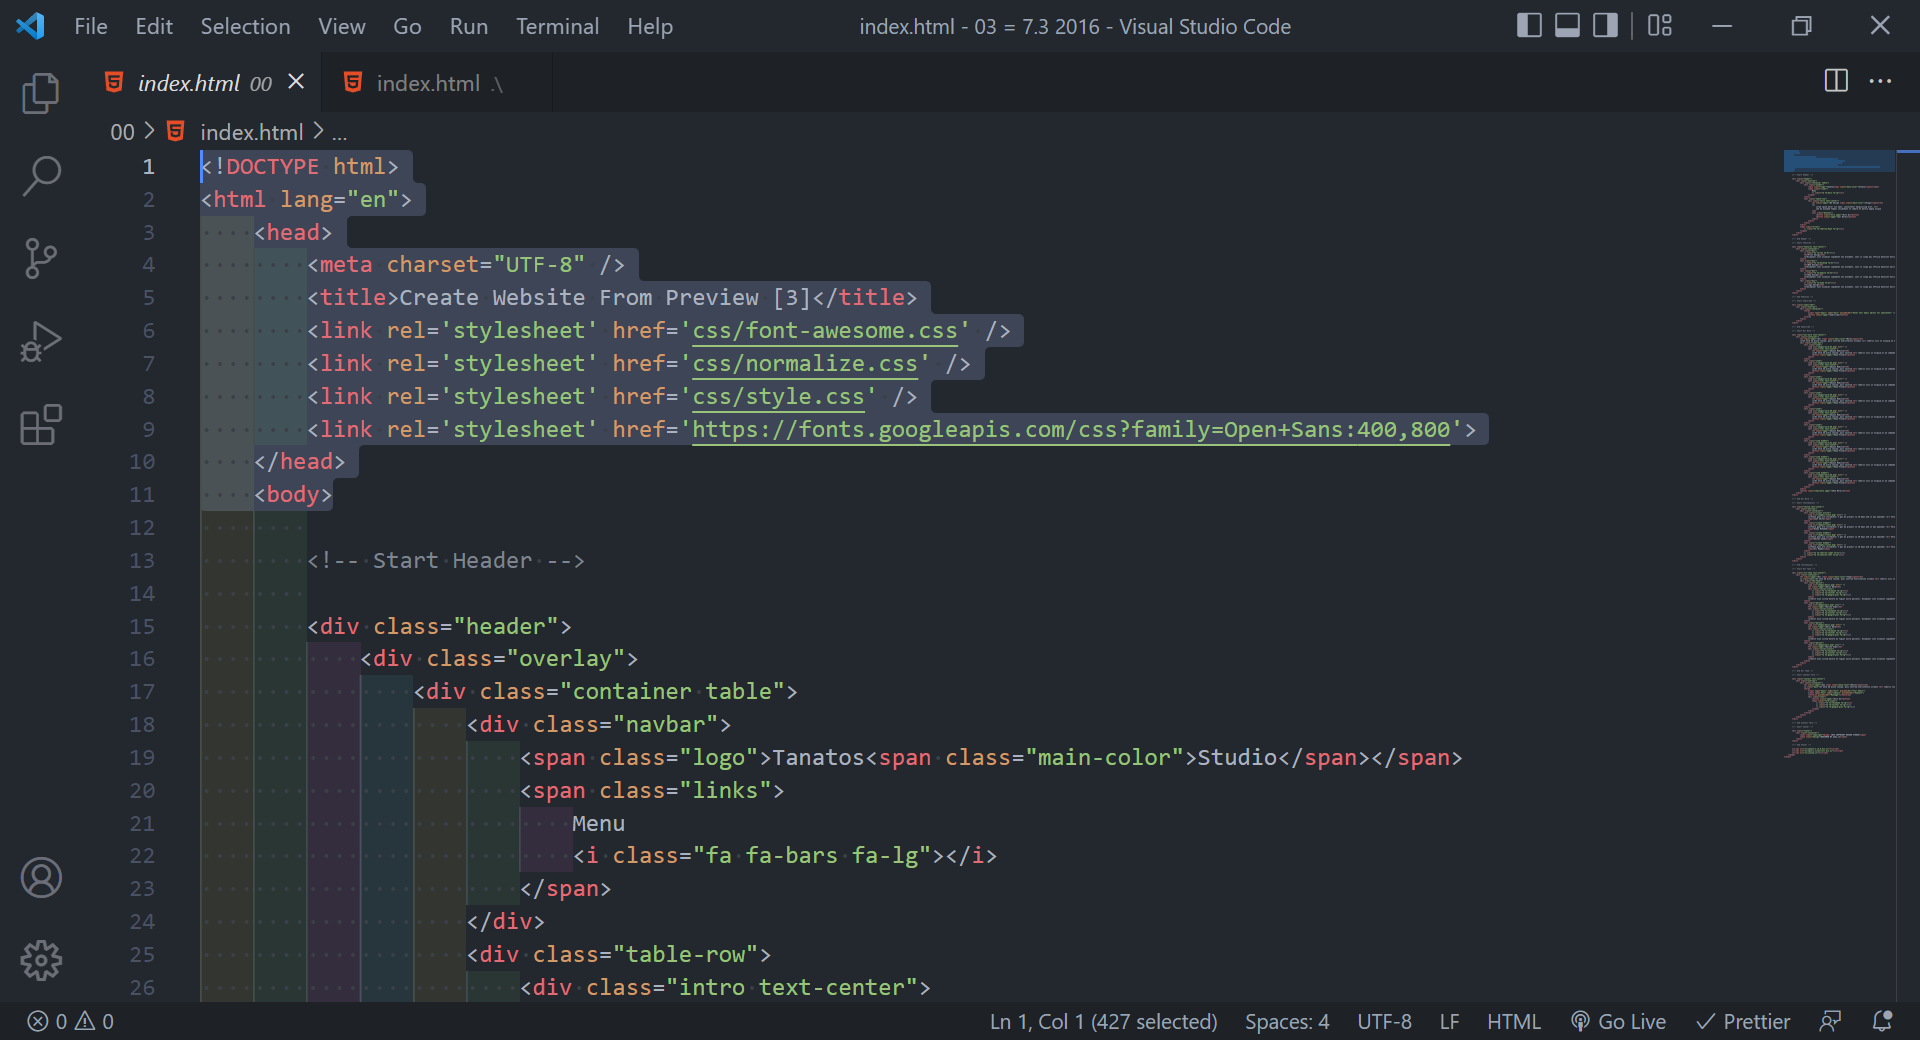 File Edit Selection View Go Run Terminal Help index.html - 03 = 7.3 2016 - Visual Studio Code
index.html 00 index.html .\
00 > index.html > ...
1 <!DOCTYPE html>
2 <html lang="en">
3 <head>
4 <meta charset="UTF-8" />
5 <title>Create Website From Preview [3]</title>
6 <link rel='stylesheet' href='css/font-awesome.css' />
7 <link rel='stylesheet' href='css/normalize.css' />
8 <link rel='stylesheet' href='css/style.css' />
9 <link rel='stylesheet' href='https://fonts.googleapis.com/css?family=Open+Sans:400,800'>
10 </head>
11 <body>
12
13 <!-- Start Header -->
14
15 <div class="header">
16 <div class="overlay">
17 <div class="container table">
18 <div class="navbar">
19 <span class="logo">Tanatos<span class="main-color">Studio</span></span>
20 <span class="links">
21 Menu
22 <i class="fa fa-bars fa-lg"></i>
23 </span>
24 </div>
25 <div class="table-row">
26 <div class="intro text-center">
0 0 Ln 1, Col 1 (427 selected) Spaces: 4 UTF-8 LF HTML Go Live Prettier